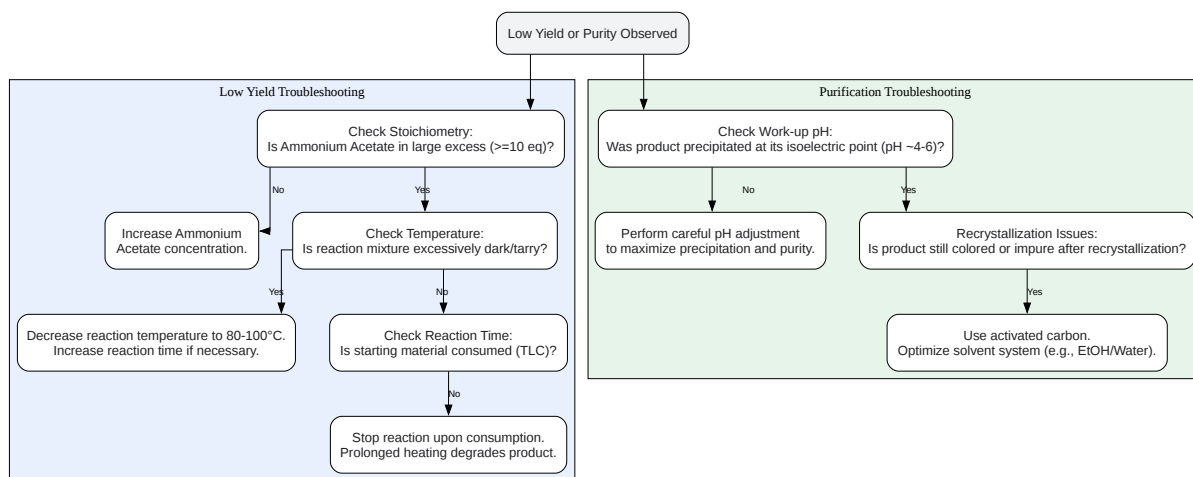 Low Yield or Purity Observed
Low Yield Troubleshooting
Check Stoichiometry:
Is Ammonium Acetate in large excess (>=10 eq)?
No
Yes
Increase Ammonium
Acetate concentration.
Check Temperature:
Is reaction mixture excessively dark/tarry?
Yes
No
Decrease reaction temperature to 80-100°C.
Increase reaction time if necessary.
Check Reaction Time:
Is starting material consumed (TLC)?
No
Stop reaction upon consumption.
Prolonged heating degrades product.
Purification Troubleshooting
Check Work-up pH:
Was product precipitated at its isoelectric point (pH ~4-6)?
No
Yes
Perform careful pH adjustment
to maximize precipitation and purity.
Recrystallization Issues:
Is product still colored or impure after recrystallization?
Yes
Use activated carbon.
Optimize solvent system (e.g., EtOH/Water).